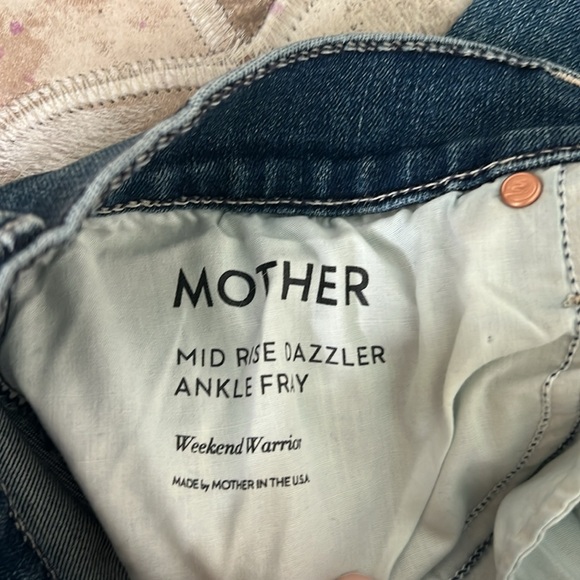 MOTHER
MID RISE DAZZLER
ANKLE FRAY
Weekend Warrior
MADE by MOTHER IN THE USA